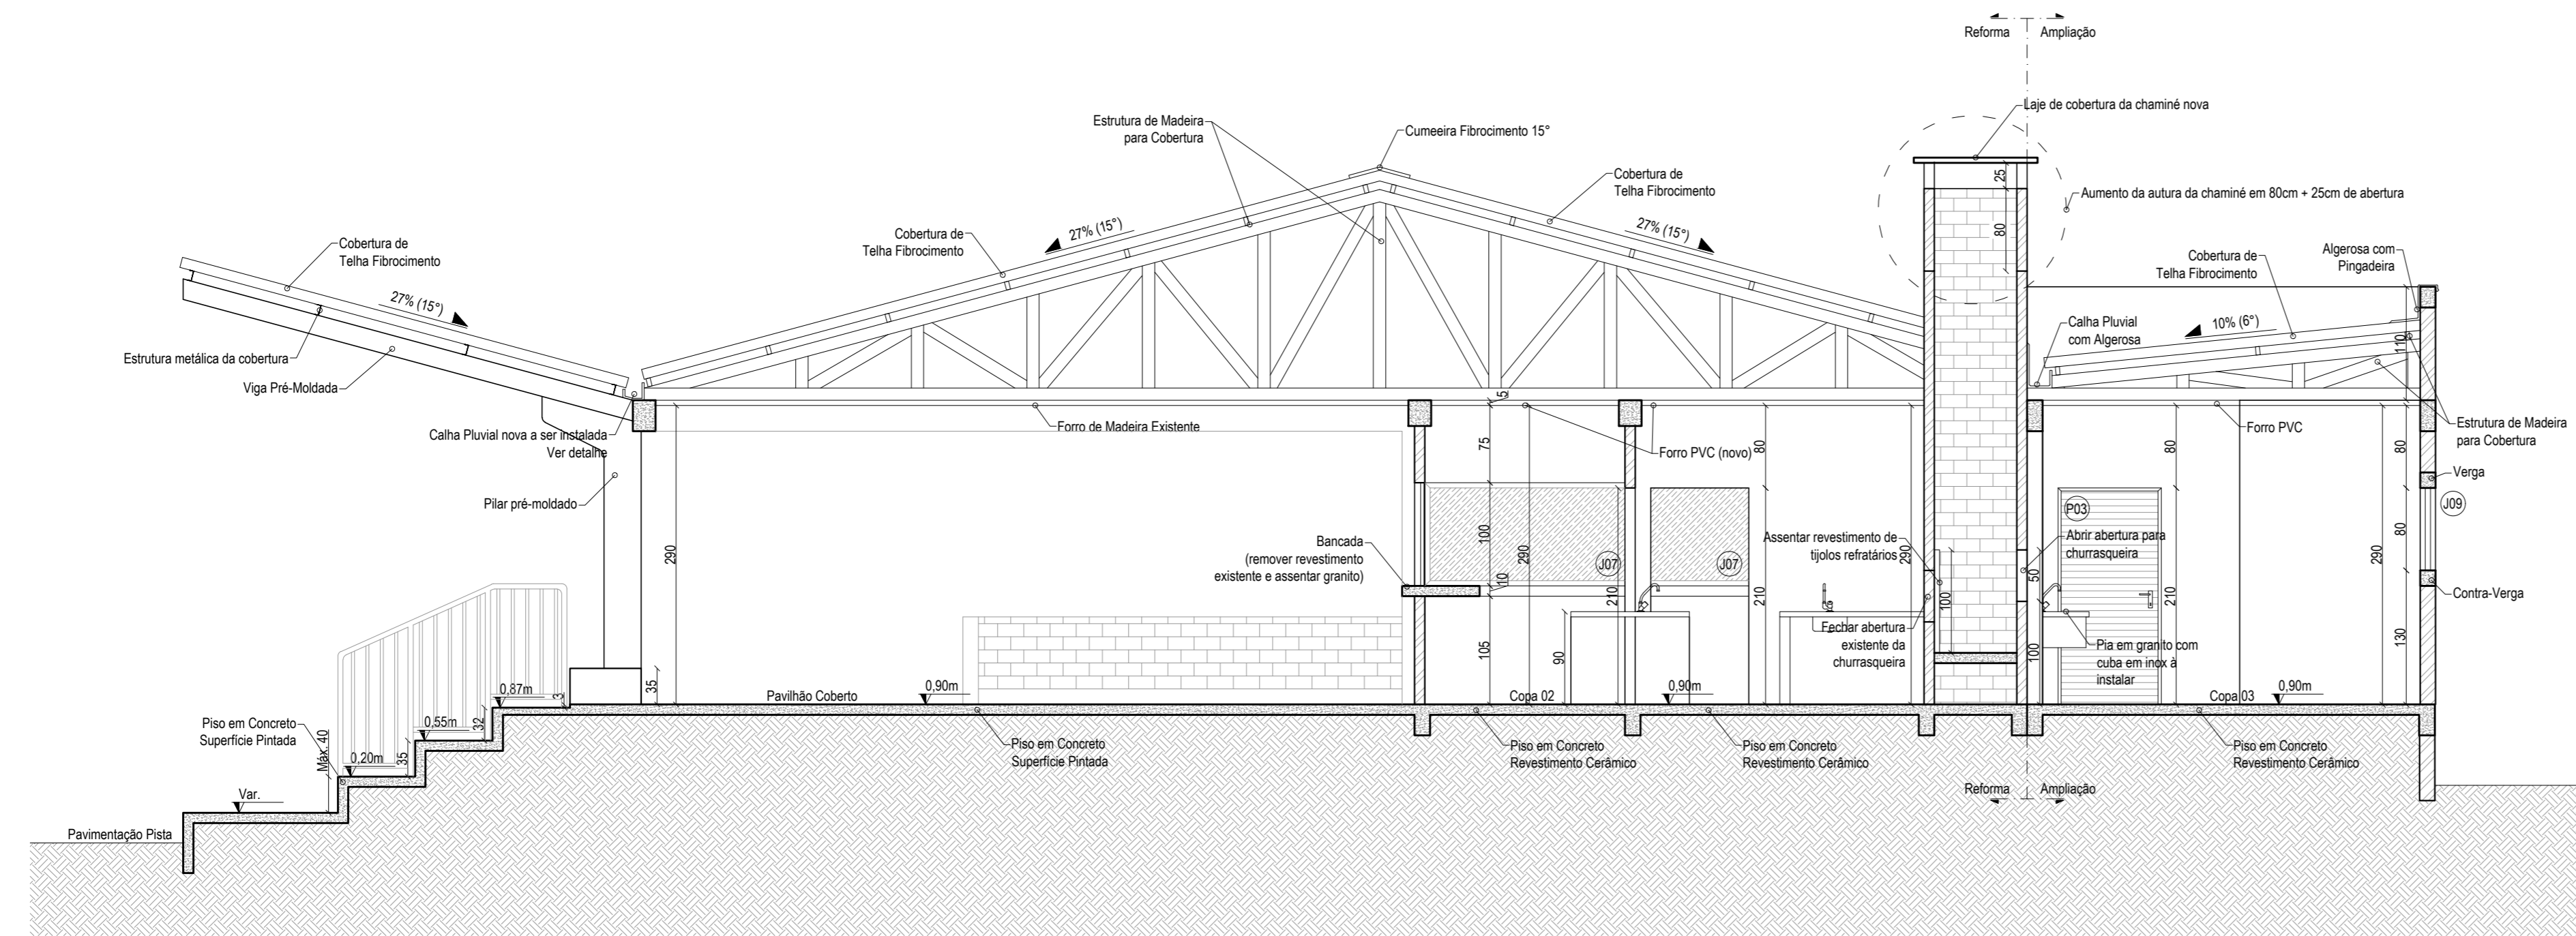 Reforma
Ampliação
Laje de cobertura da chaminé nova
Estrutura de Madeira
para Cobertura
Cumeeira Fibrocimento 15°
Cobertura de
Telha Fibrocimento
25
Aumento da autura da chaminé em 80cm + 25cm de abertura
80
Cobertura de
Telha Fibrocimento
27% (15°)
Cobertura de
Telha Fibrocimento
27% (15°)
27% (15°)
Cobertura de
Telha Fibrocimento
Algerosa com
Pingadeira
Calha Pluvial
com Algerosa
10% (6°)
110
Estrutura metálica da cobertura
Viga Pré-Moldada
Calha Pluvial nova a ser instalada
Ver detalhe
Forro de Madeira Existente
5
75
Forro PVC (novo)
80
Forro PVC
80
80
Estrutura de Madeira
para Cobertura
Verga
J09
Pilar pré-moldado
290
Bancada
(remover revestimento
existente e assentar granito)
100
290
10
J07
210
J07
210
Assentar revestimento de
tijolos refratários
290
100
P03
Abrir abertura para
churrasqueira
50
210
290
80
Contra-Verga
105
90
Fechar abertura
existente da
churrasqueira
100
Pia em granito com
cuba em inox à
instalar
130
35
Pavilhão Coberto
0,90m
Copa 02
0,90m
Copa 03
0,90m
0,87m
3
32
0,55m
35
0,20m
Máx. 40
Piso em Concreto
Superfície Pintada
Piso em Concreto
Superfície Pintada
Piso em Concreto
Revestimento Cerâmico
Piso em Concreto
Revestimento Cerâmico
Piso em Concreto
Revestimento Cerâmico
Var.
Reforma
Ampliação
Pavimentação Pista